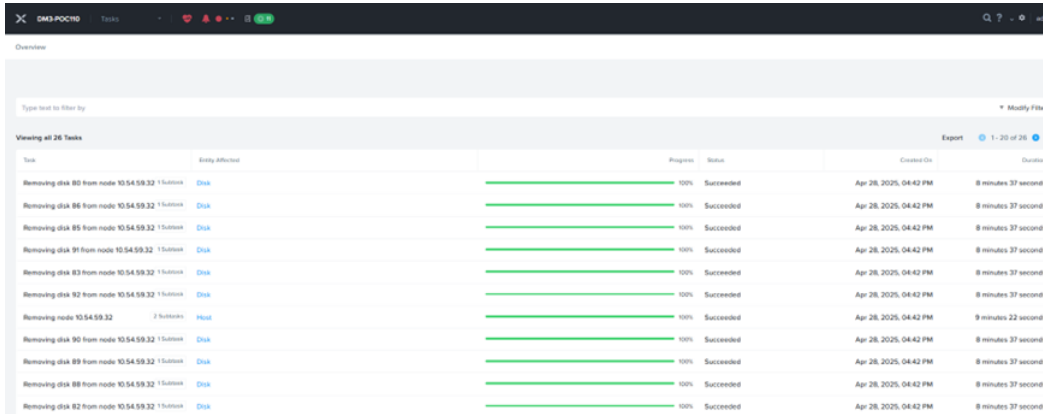 DM3-POC110 Tasks
Overview
Type text to filter by Modify Filte
Viewing all 26 Tasks Export 1 - 20 of 26
Task Entity Affected Progress Status Created On Duratio
Removing disk 80 from node 10.54.59.32 1 Subtask Disk 100% Succeeded Apr 28, 2025, 04:42 PM 8 minutes 37 second
Removing disk 86 from node 10.54.59.32 1 Subtask Disk 100% Succeeded Apr 28, 2025, 04:42 PM 8 minutes 37 second
Removing disk 85 from node 10.54.59.32 1 Subtask Disk 100% Succeeded Apr 28, 2025, 04:42 PM 8 minutes 37 second
Removing disk 91 from node 10.54.59.32 1 Subtask Disk 100% Succeeded Apr 28, 2025, 04:42 PM 8 minutes 37 second
Removing disk 83 from node 10.54.59.32 1 Subtask Disk 100% Succeeded Apr 28, 2025, 04:42 PM 8 minutes 37 second
Removing disk 92 from node 10.54.59.32 1 Subtask Disk 100% Succeeded Apr 28, 2025, 04:42 PM 8 minutes 37 second
Removing node 10.54.59.32 2 Subtasks Host 100% Succeeded Apr 28, 2025, 04:42 PM 9 minutes 22 second
Removing disk 90 from node 10.54.59.32 1 Subtask Disk 100% Succeeded Apr 28, 2025, 04:42 PM 8 minutes 37 second
Removing disk 89 from node 10.54.59.32 1 Subtask Disk 100% Succeeded Apr 28, 2025, 04:42 PM 8 minutes 37 second
Removing disk 88 from node 10.54.59.32 1 Subtask Disk 100% Succeeded Apr 28, 2025, 04:42 PM 8 minutes 37 second
Removing disk 82 from node 10.54.59.32 1 Subtask Disk 100% Succeeded Apr 28, 2025, 04:42 PM 8 minutes 37 second